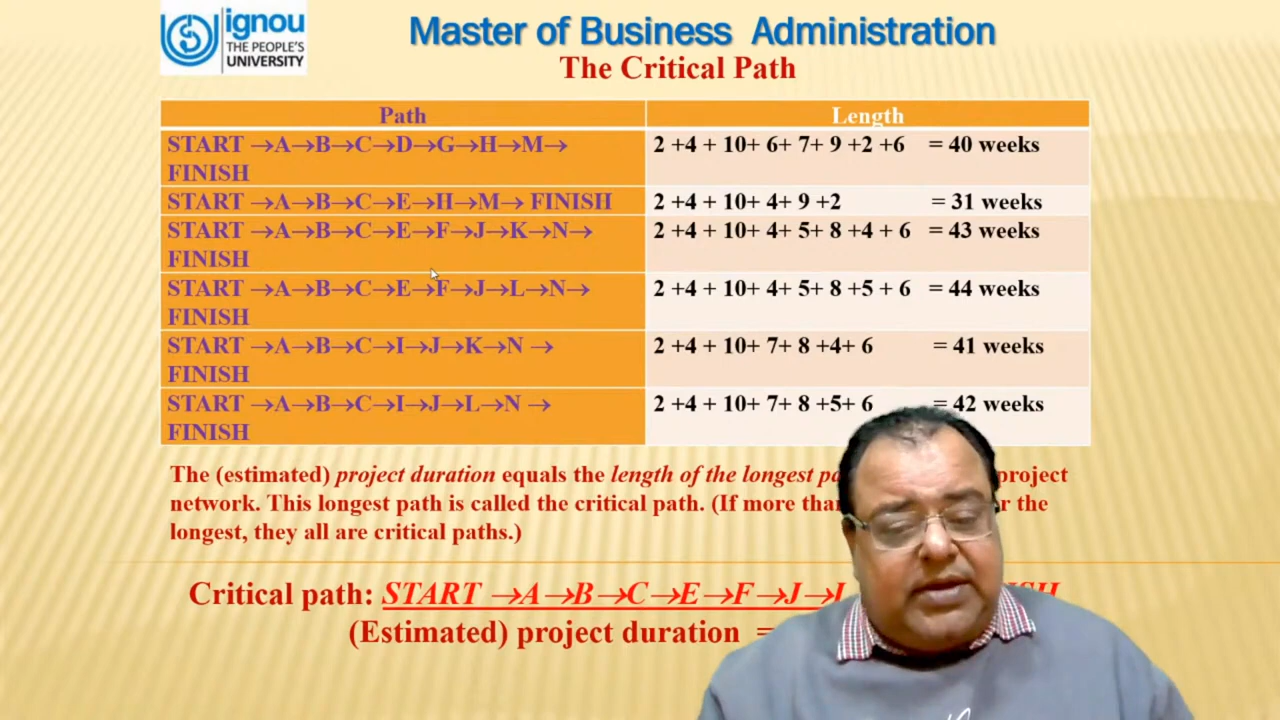 ignou
THE PEOPLE'S
UNIVERSITY
Master of Business Administration
The Critical Path
Path Length
START →A→B→C→D→G→H→M→ 2 +4 + 10+ 6+ 7+ 9 +2 +6 = 40 weeks
FINISH
START →A→B→C→E→H→M→ FINISH 2 +4 + 10+ 4+ 9 +2 = 31 weeks
START →A→B→C→E→F→J→K→N→ 2 +4 + 10+ 4+ 5+ 8 +4 + 6 = 43 weeks
FINISH
START →A→B→C→E→F→J→L→N→ 2 +4 + 10+ 4+ 5+ 8 +5 + 6 = 44 weeks
FINISH
START →A→B→C→I→J→K→N → 2 +4 + 10+ 7+ 8 +4+ 6 = 41 weeks
FINISH
START →A→B→C→I→J→L→N → 2 +4 + 10+ 7+ 8 +5+ 6 = 42 weeks
FINISH
The (estimated) project duration equals the length of the longest project
network. This longest path is called the critical path. (If more the
longest, they all are critical paths.)
Critical path: START →A→B→C→E→F→J→
(Estimated) project duration =